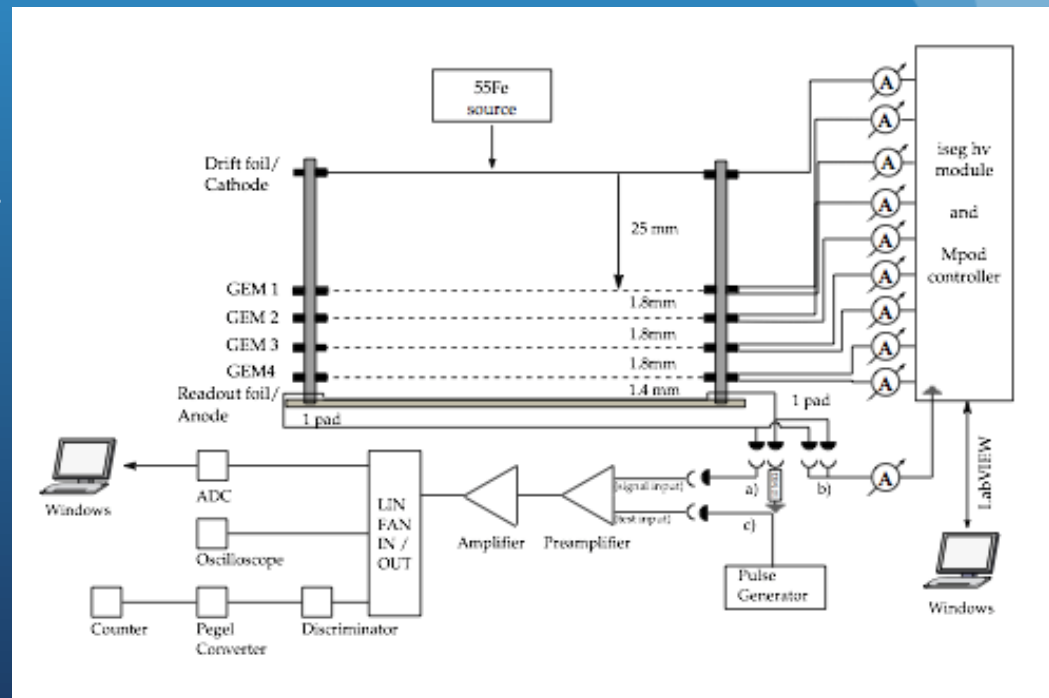 55Fe
source
Drift foil/
Cathode
25 mm
GEM 1
1.8mm
GEM 2
1.8mm
GEM 3
1.8mm
GEM4
1.4 mm
Readout foil/
Anode
1 pad
1 pad
A
A
A
A
A
A
A
A
A
iseg hv
module
and
Mpod
controller
A
LabVIEW
Windows
a)
b)
c)
(signal input)
(test input)
Pulse
Generator
Preamplifier
Amplifier
LIN
FAN
IN /
OUT
ADC
Windows
Oscilloscope
Counter
Pegel
Converter
Discriminator